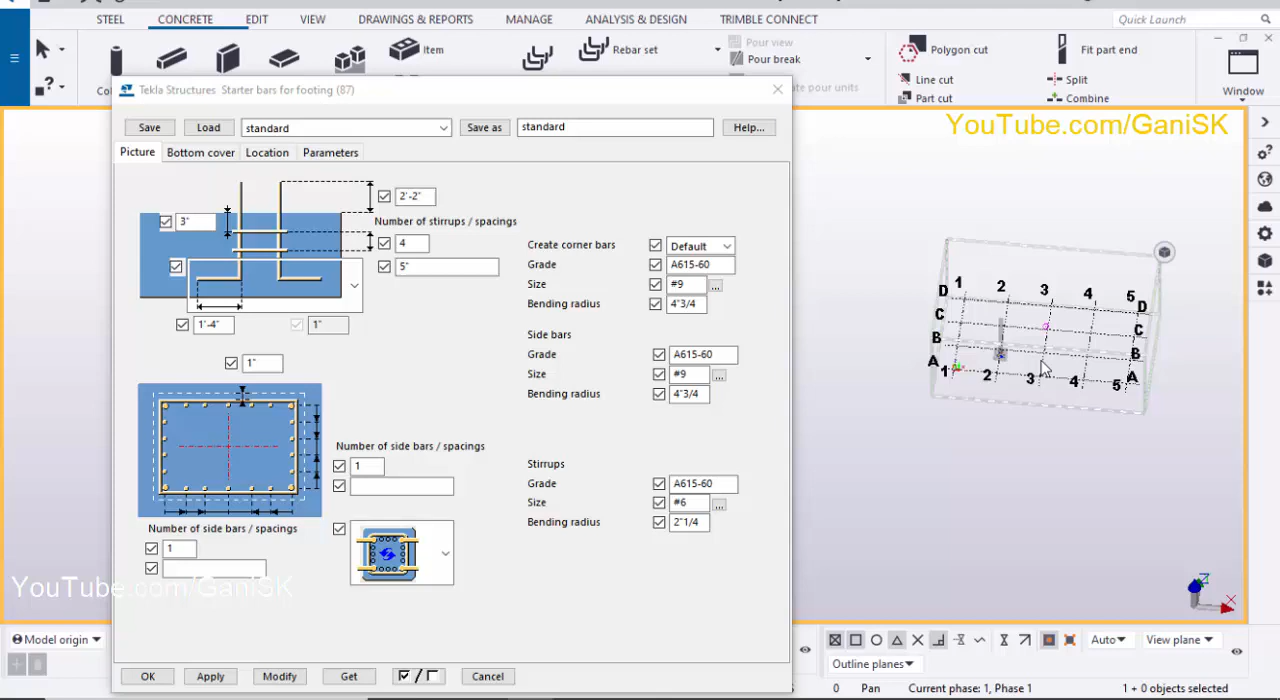 STEEL CONCRETE EDIT VIEW DRAWINGS & REPORTS MANAGE ANALYSIS & DESIGN TRIMBLE CONNECT Quick Launch
Item Rebar set Pour view Pour break Polygon cut Fit part end
Line cut Split
Part cut Combine Window
Tekla Structures Starter bars for footing (87)
YouTube.com/GaniSK
Save Load standard Save as standard Help...
Picture Bottom cover Location Parameters
2'-2"
3" Number of stirrups / spacings
4
5"
1'-4" 1"
1"
Create corner bars Default
Grade A615-60
Size #9 ...
Bending radius 4"3/4
Side bars
Grade A615-60
Size #9 ...
Bending radius 4"3/4
Number of side bars / spacings
1
Stirrups
Grade A615-60
Size #6 ...
Bending radius 2"1/4
Number of side bars / spacings
1
YouTube.com/GaniSK
D 1 2 3 4 5 D
C C
B B
A 1 2 3 4 5 A
Model origin
OK Apply Modify Get / Cancel
Auto View plane
Outline planes
0 Pan Current phase: 1, Phase 1 1 + 0 objects selected